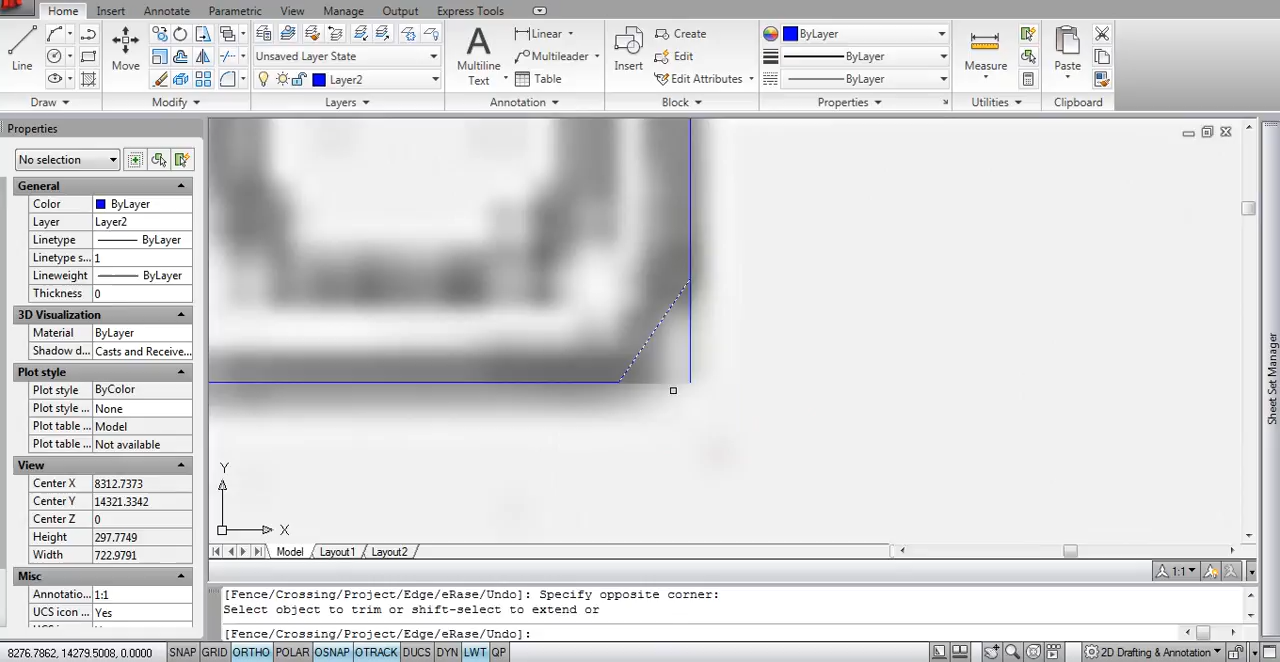 Home Insert Annotate Parametric View Manage Output Express Tools
Line
Move
Unsaved Layer State
Layer2
Multiline
Text
Linear
Multileader
Table
Insert
Create
Edit
Edit Attributes
ByLayer
ByLayer
ByLayer
Measure
Paste
Draw Modify Layers Annotation Block Properties Utilities Clipboard
Properties
No selection
General
Color ByLayer
Layer Layer2
Linetype ByLayer
Linetype s... 1
Lineweight ByLayer
Thickness 0
3D Visualization
Material ByLayer
Shadow d... Casts and Receive...
Plot style
Plot style ByColor
Plot style ... None
Plot table ... Model
Plot table ... Not available
View
Center X 8312.7373
Center Y 14321.3342
Center Z 0
Height 297.7749
Width 722.9791
Misc
Annotatio... 1:1
UCS icon ... Yes
Y
X
Model Layout1 Layout2
1:1
Sheet Set Manager
[Fence/Crossing/Project/Edge/eRase/Undo]: Specify opposite corner:
Select object to trim or shift-select to extend or
[Fence/Crossing/Project/Edge/eRase/Undo]:
8276.7862, 14279.5008, 0.0000 SNAP GRID ORTHO POLAR OSNAP OTRACK DUCS DYN LWT QP 2D Drafting & Annotation